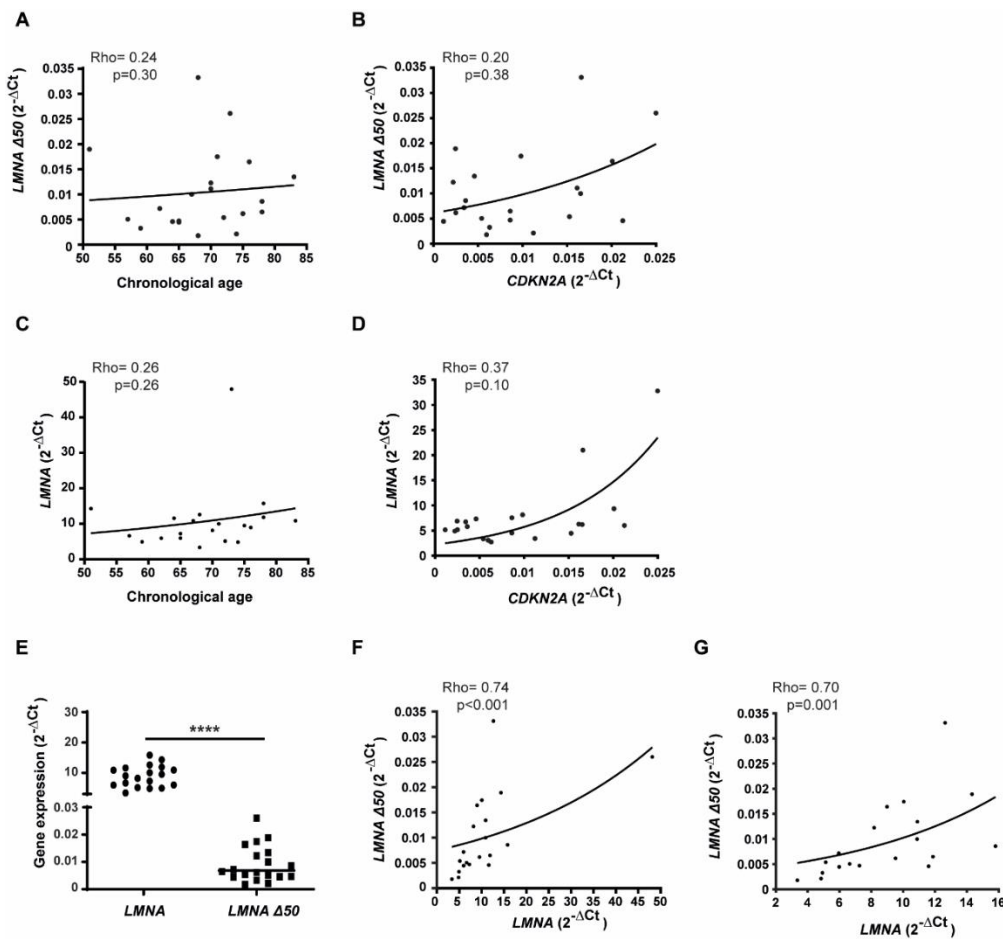 A
Rho= 0.24
p=0.30
LMNA Δ50 (2^-ΔCt)
0.035
0.03
0.025
0.02
0.015
0.01
0.005
0
50 55 60 65 70 75 80 85
Chronological age
B
Rho= 0.20
p=0.38
LMNA Δ50 (2^-ΔCt)
0.035
0.03
0.025
0.02
0.015
0.01
0.005
0
0 0.005 0.01 0.015 0.02 0.025
CDKN2A (2^-ΔCt)
C
Rho= 0.26
p=0.26
LMNA (2^-ΔCt)
50
40
30
20
10
0
50 55 60 65 70 75 80 85
Chronological age
D
Rho= 0.37
p=0.10
LMNA (2^-ΔCt)
35
30
25
20
15
10
5
0
0 0.005 0.01 0.015 0.02 0.025
CDKN2A (2^-ΔCt)
E
Gene expression (2^-ΔCt)
30
20
10
0.03
0.02
0.01
0
****
LMNA LMNA Δ50
F
Rho= 0.74
p<0.001
LMNA Δ50 (2^-ΔCt)
0.035
0.03
0.025
0.02
0.015
0.01
0.005
0
0 5 10 15 20 25 30 35 40 45 50
LMNA (2^-ΔCt)
G
Rho= 0.70
p=0.001
LMNA Δ50 (2^-ΔCt)
0.035
0.03
0.025
0.02
0.015
0.01
0.005
0
2 4 6 8 10 12 14 16
LMNA (2^-ΔCt)